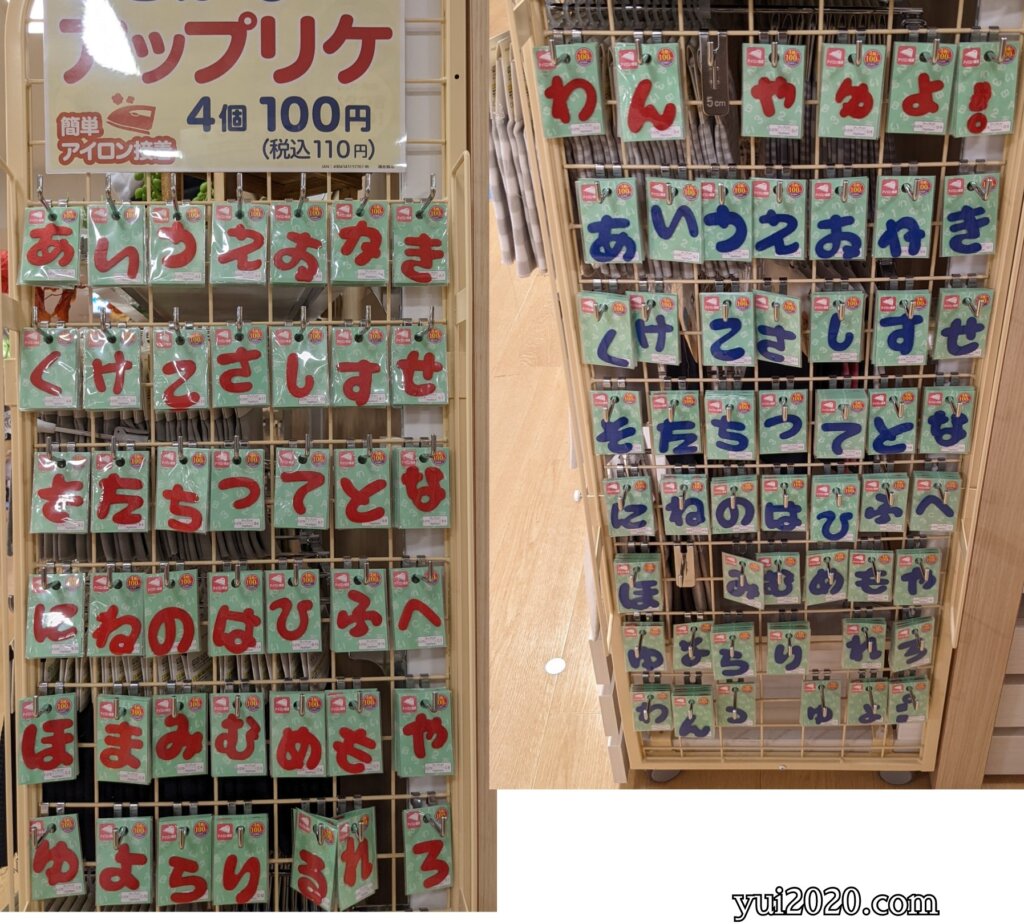 アップリケ
4個 100円
簡単
アイロン接着
(税込110円)
あ い う え お か き
く け こ さ し す せ
そ た ち つ て と な
に ね の は ひ ふ へ
ほ ま み む め も や
ゆ よ ら り る れ ろ
わ ん や ゆ よ
5cm
あ い う え お か き
く け こ さ し す せ
そ た ち つ て と な
に ね の は ひ ふ へ
ほ み む め も や
ゆ よ ら り れ ろ
わ ん っ ゆ よ
yui2020.com